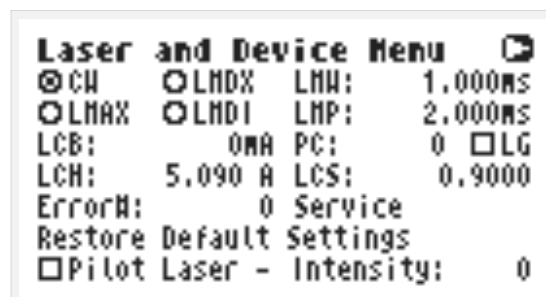 Laser and Device Menu
CW LMDX LMW: 1.000ms
LMAX LMDI LMP: 2.000ms
LCB: 0mA PC: 0 LG
LCM: 5.090 A LCS: 0.9000
Error#: 0 Service
Restore Default Settings
Pilot Laser - Intensity: 0